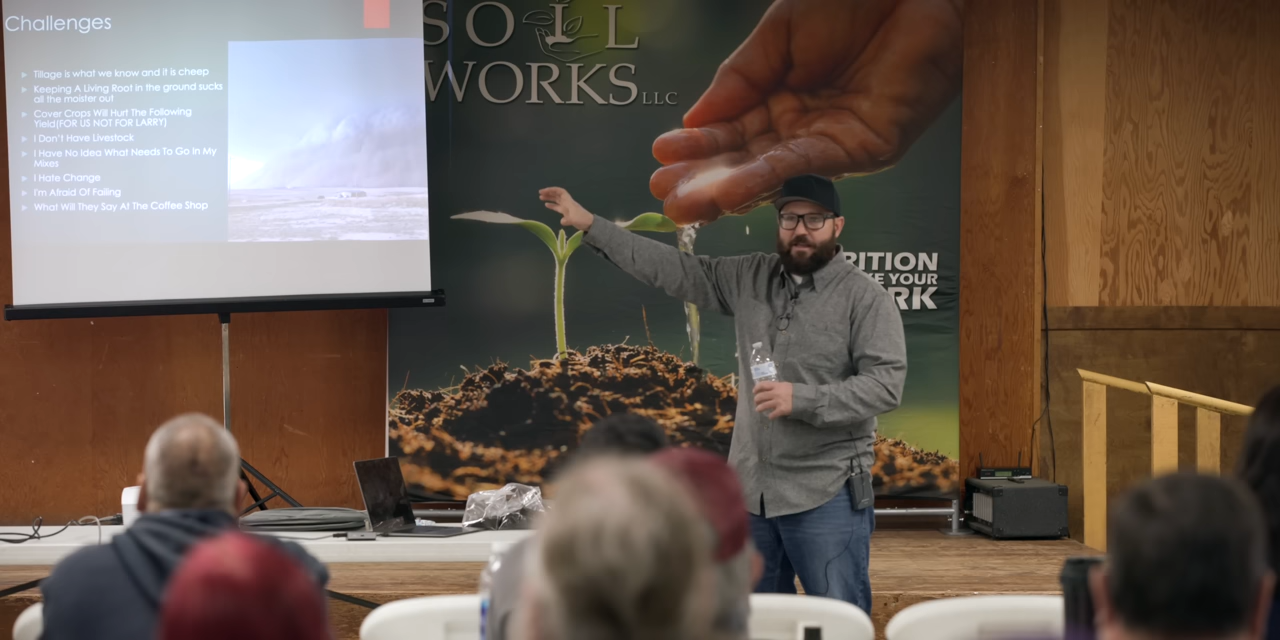 Challenges
Tillage is what we know and it is cheep
Keeping A Living Root in the ground sucks
all the moister out
Cover Crops Will Hurt The Following
Yield(FOR US NOT FOR LARRY)
I Don't Have Livestock
I Have No Idea What Needs To Go In My
Mixes
I Hate Change
I'm Afraid Of Failing
What Will They Say At The Coffee Shop
SOIL
WORKS LLC
RITION
KE YOUR
RK